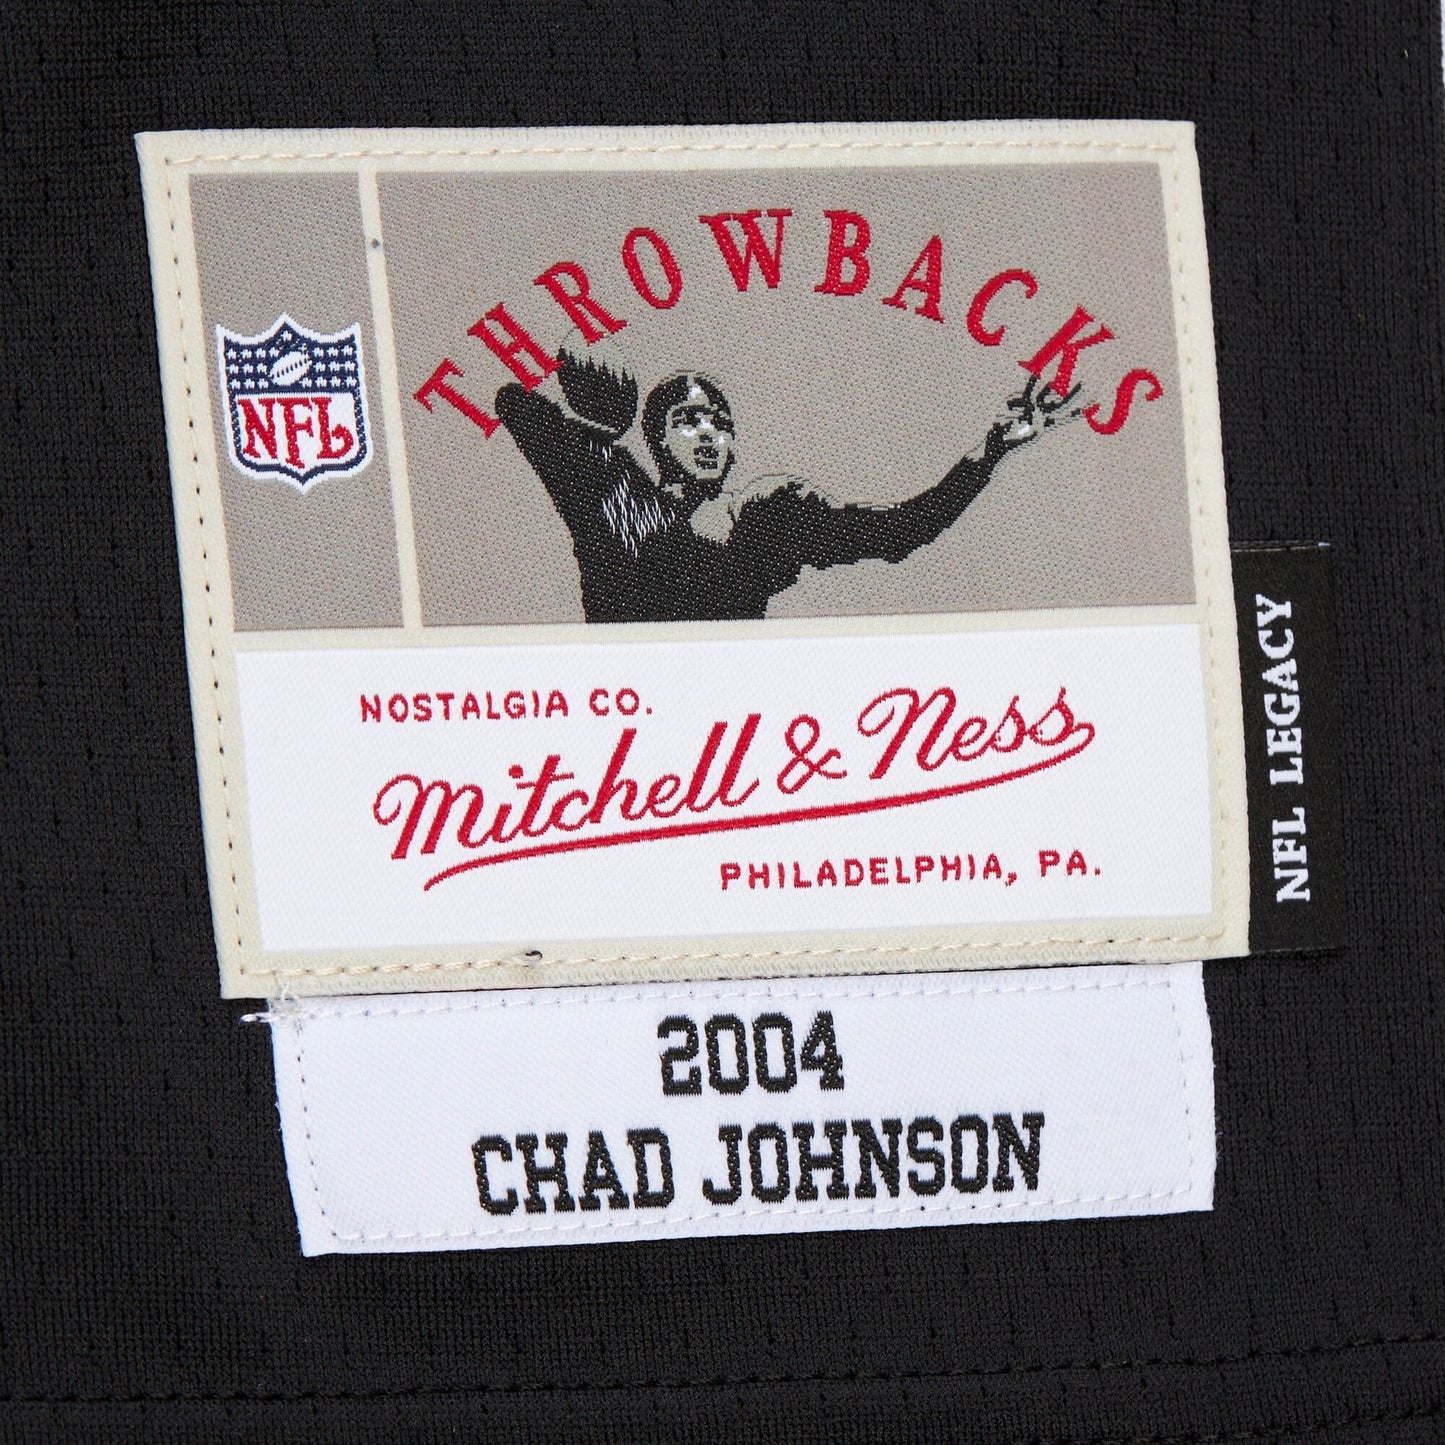 THROWBACKS
NFL
NOSTALGIA CO.
Mitchell & Ness
PHILADELPHIA, PA.
NFL LEGACY
2004
CHAD JOHNSON